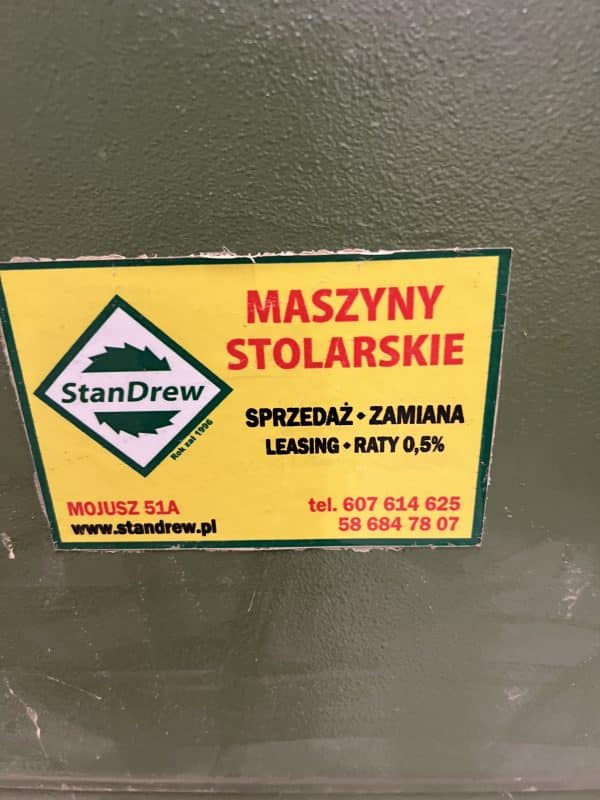 MASZYNY
STOLARSKIE
StanDrew
Rok zał 1996
SPRZEDAŻ • ZAMIANA
LEASING • RATY 0,5%
MOJUSZ 51A
www.standrew.pl
tel. 607 614 625
58 684 78 07